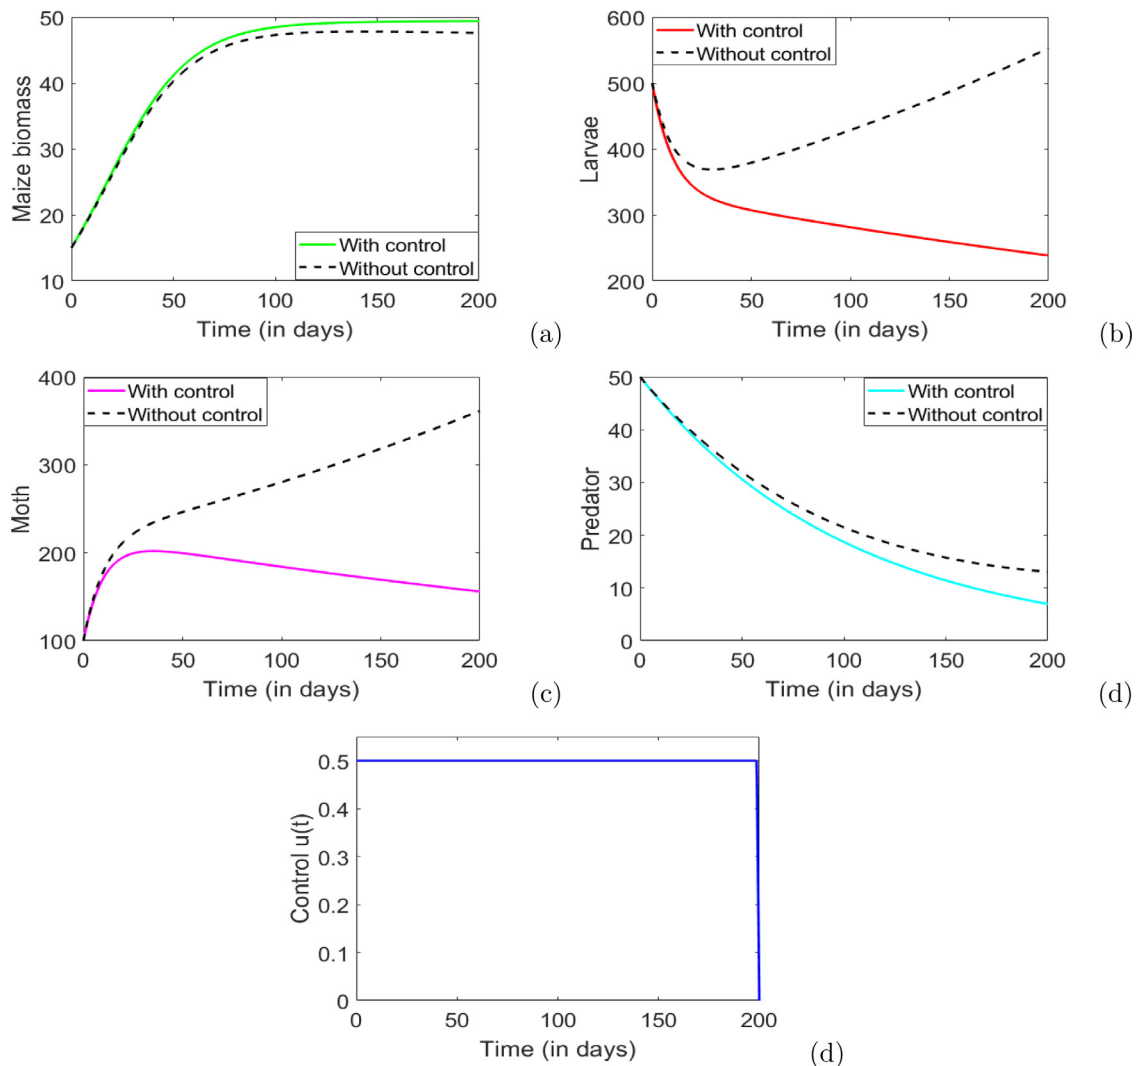 50
40
30
20
10
Maize biomass
With control
Without control
0 50 100 150 200
Time (in days)
(a)
600
500
400
300
200
Larvae
With control
Without control
0 50 100 150 200
Time (in days)
(b)
400
300
200
100
Moth
With control
Without control
0 50 100 150 200
Time (in days)
(c)
50
40
30
20
10
0
Predator
With control
Without control
0 50 100 150 200
Time (in days)
(d)
0.5
0.4
0.3
0.2
0.1
0
Control u(t)
0 50 100 150 200
Time (in days)
(d)